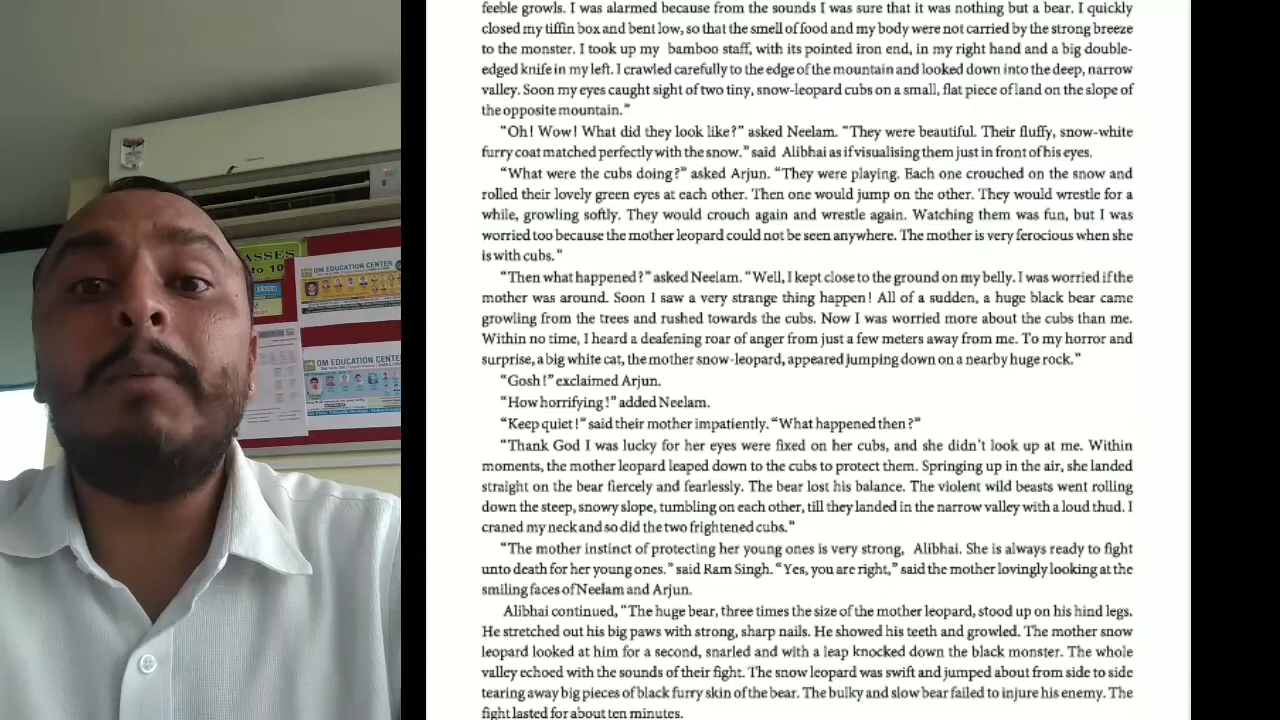 ASSES
to 10
DM EDUCATION CENTER
DM EDUCATION CENTER
feeble growls. I was alarmed because from the sounds I was sure that it was nothing but a bear. I quickly
closed my tiffin box and bent low, so that the smell of food and my body were not carried by the strong breeze
to the monster. I took up my bamboo staff, with its pointed iron end, in my right hand and a big double-
edged knife in my left. I crawled carefully to the edge of the mountain and looked down into the deep, narrow
valley. Soon my eyes caught sight of two tiny, snow-leopard cubs on a small, flat piece of land on the slope of
the opposite mountain.”
“Oh! Wow! What did they look like?” asked Neelam. “They were beautiful. Their fluffy, snow-white
furry coat matched perfectly with the snow.” said Alibhai as if visualising them just in front of his eyes.
“What were the cubs doing?” asked Arjun. “They were playing. Each one crouched on the snow and
rolled their lovely green eyes at each other. Then one would jump on the other. They would wrestle for a
while, growling softly. They would crouch again and wrestle again. Watching them was fun, but I was
worried too because the mother leopard could not be seen anywhere. The mother is very ferocious when she
is with cubs.”
“Then what happened?” asked Neelam. “Well, I kept close to the ground on my belly. I was worried if the
mother was around. Soon I saw a very strange thing happen! All of a sudden, a huge black bear came
growling from the trees and rushed towards the cubs. Now I was worried more about the cubs than me.
Within no time, I heard a deafening roar of anger from just a few meters away from me. To my horror and
surprise, a big white cat, the mother snow-leopard, appeared jumping down on a nearby huge rock.”
“Gosh!” exclaimed Arjun.
“How horrifying!” added Neelam.
“Keep quiet!” said their mother impatiently. “What happened then?”
“Thank God I was lucky for her eyes were fixed on her cubs, and she didn't look up at me. Within
moments, the mother leopard leaped down to the cubs to protect them. Springing up in the air, she landed
straight on the bear fiercely and fearlessly. The bear lost his balance. The violent wild beasts went rolling
down the steep, snowy slope, tumbling on each other, till they landed in the narrow valley with a loud thud. I
craned my neck and so did the two frightened cubs.”
“The mother instinct of protecting her young ones is very strong, Alibhai. She is always ready to fight
unto death for her young ones.” said Ram Singh. “Yes, you are right,” said the mother lovingly looking at the
smiling faces of Neelam and Arjun.
Alibhai continued, “The huge bear, three times the size of the mother leopard, stood up on his hind legs.
He stretched out his big paws with strong, sharp nails. He showed his teeth and growled. The mother snow
leopard looked at him for a second, snarled and with a leap knocked down the black monster. The whole
valley echoed with the sounds of their fight. The snow leopard was swift and jumped about from side to side
tearing away big pieces of black furry skin of the bear. The bulky and slow bear failed to injure his enemy. The
fight lasted for about ten minutes.